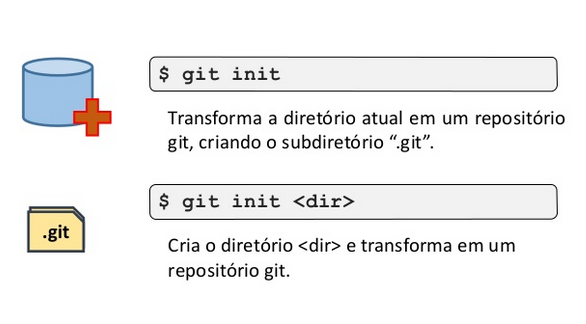 $ git init
Transforma a diretório atual em um repositório
git, criando o subdiretório “.git”.
$ git init <dir>
.git
Cria o diretório <dir> e transforma em um
repositório git.